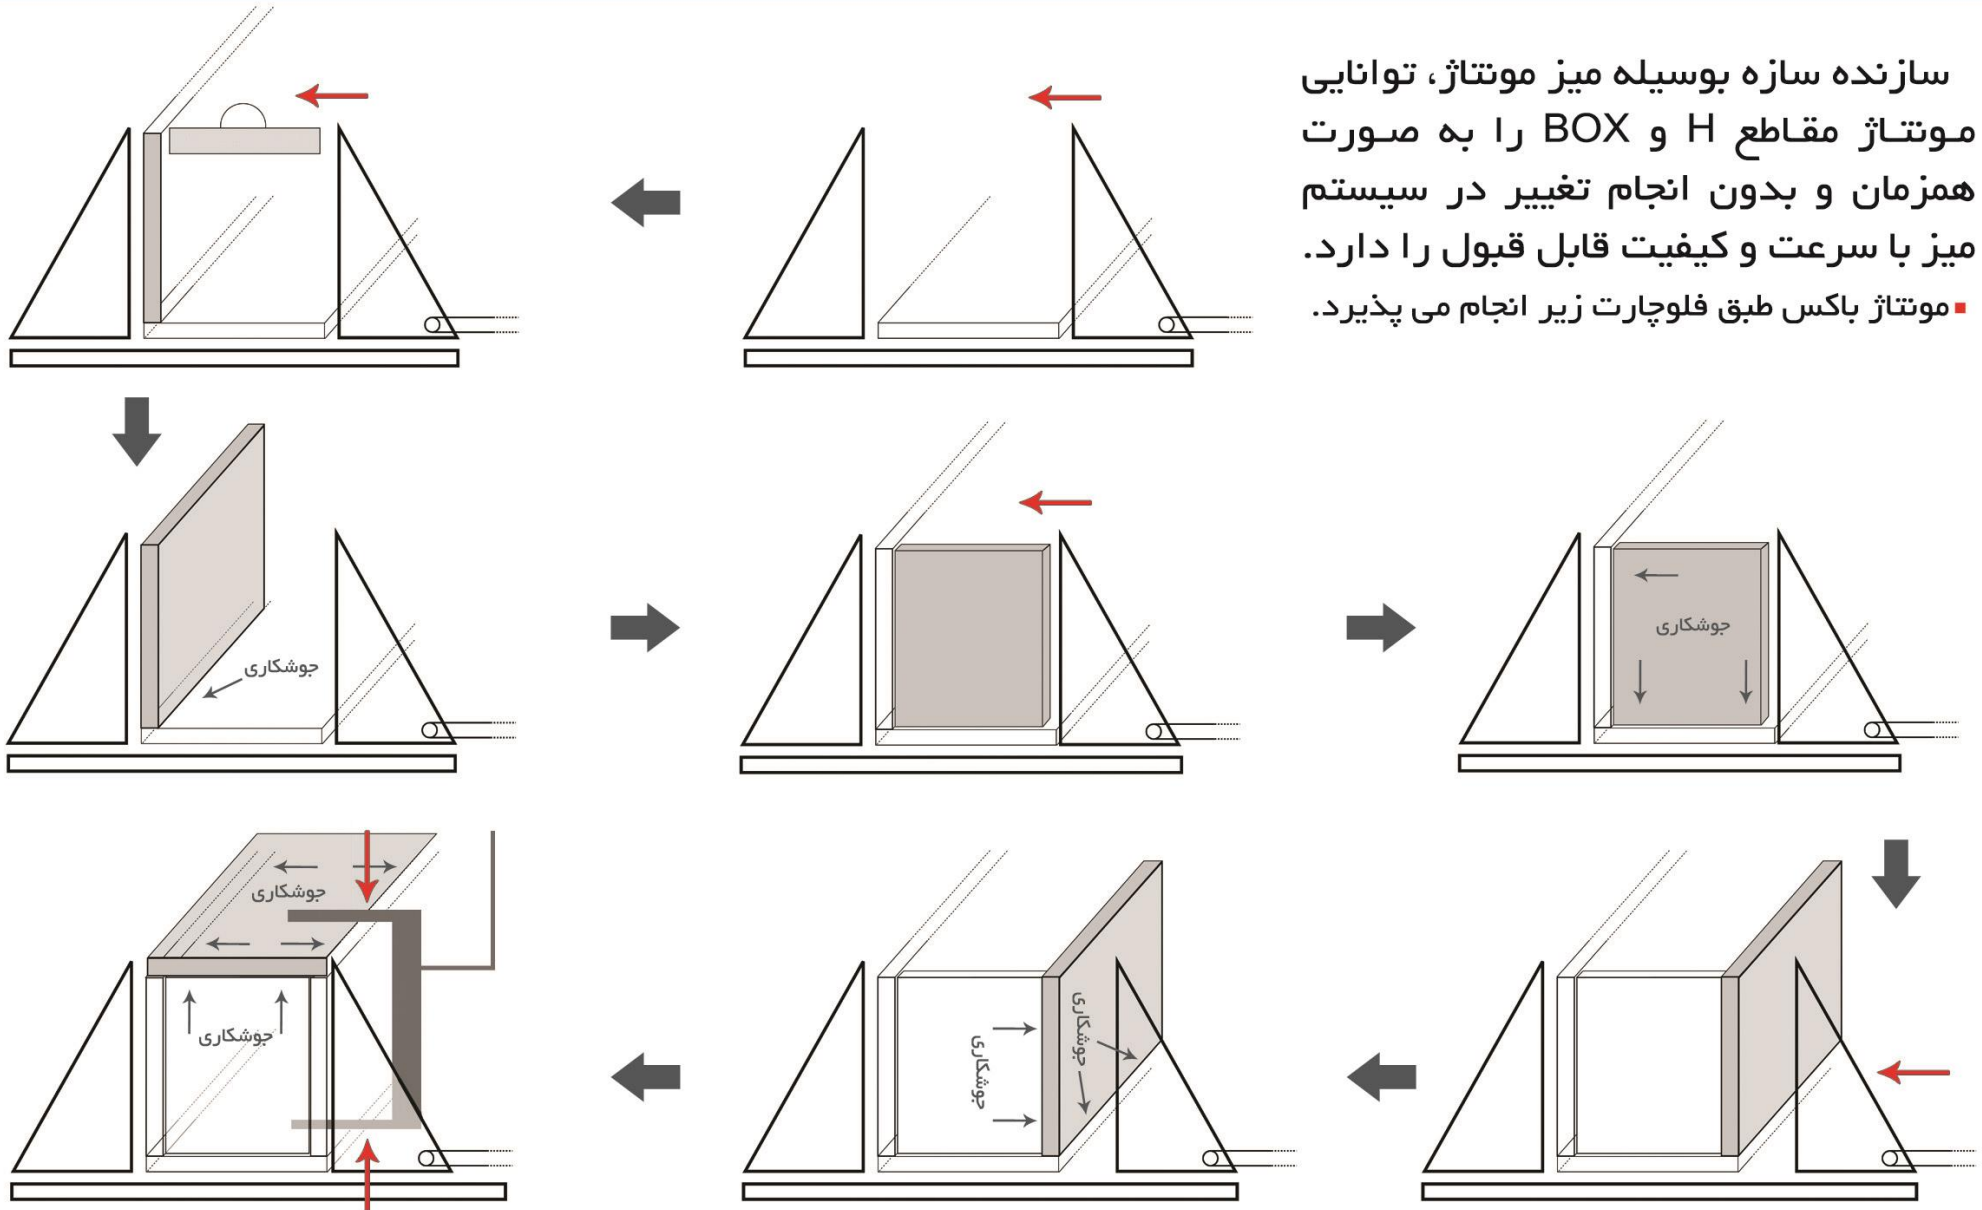 سازنده سازه بوسیله میز مونتاژ، توانایی
مونتاژ مقاطع H و BOX را به صورت
همزمان و بدون انجام تغییر در سیستم
میز با سرعت و کیفیت قابل قبول را دارد.
▪ مونتاژ باکس طبق فلوچارت زیر انجام می پذیرد.
جوشکاری
جوشکاری
جوشکاری
جوشکاری
جوشکاری
جوشکاری